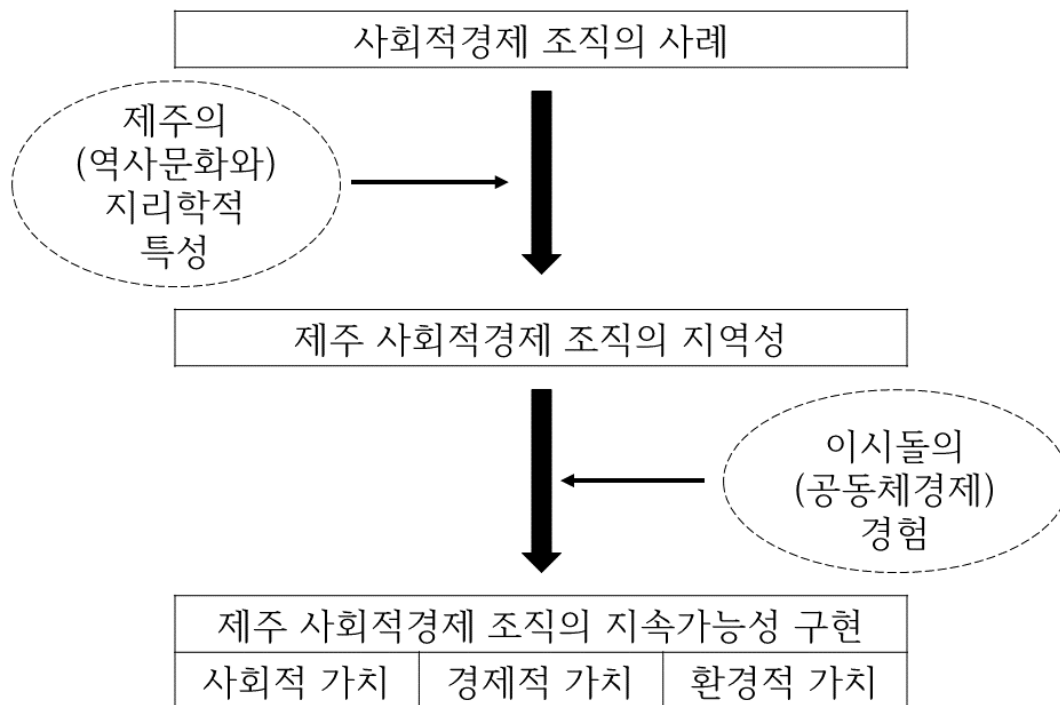 사회적경제 조직의 사례
제주의
(역사문화와)
지리학적
특성
제주 사회적경제 조직의 지역성
이시돌의
(공동체경제)
경험
제주 사회적경제 조직의 지속가능성 구현
사회적 가치 경제적 가치 환경적 가치